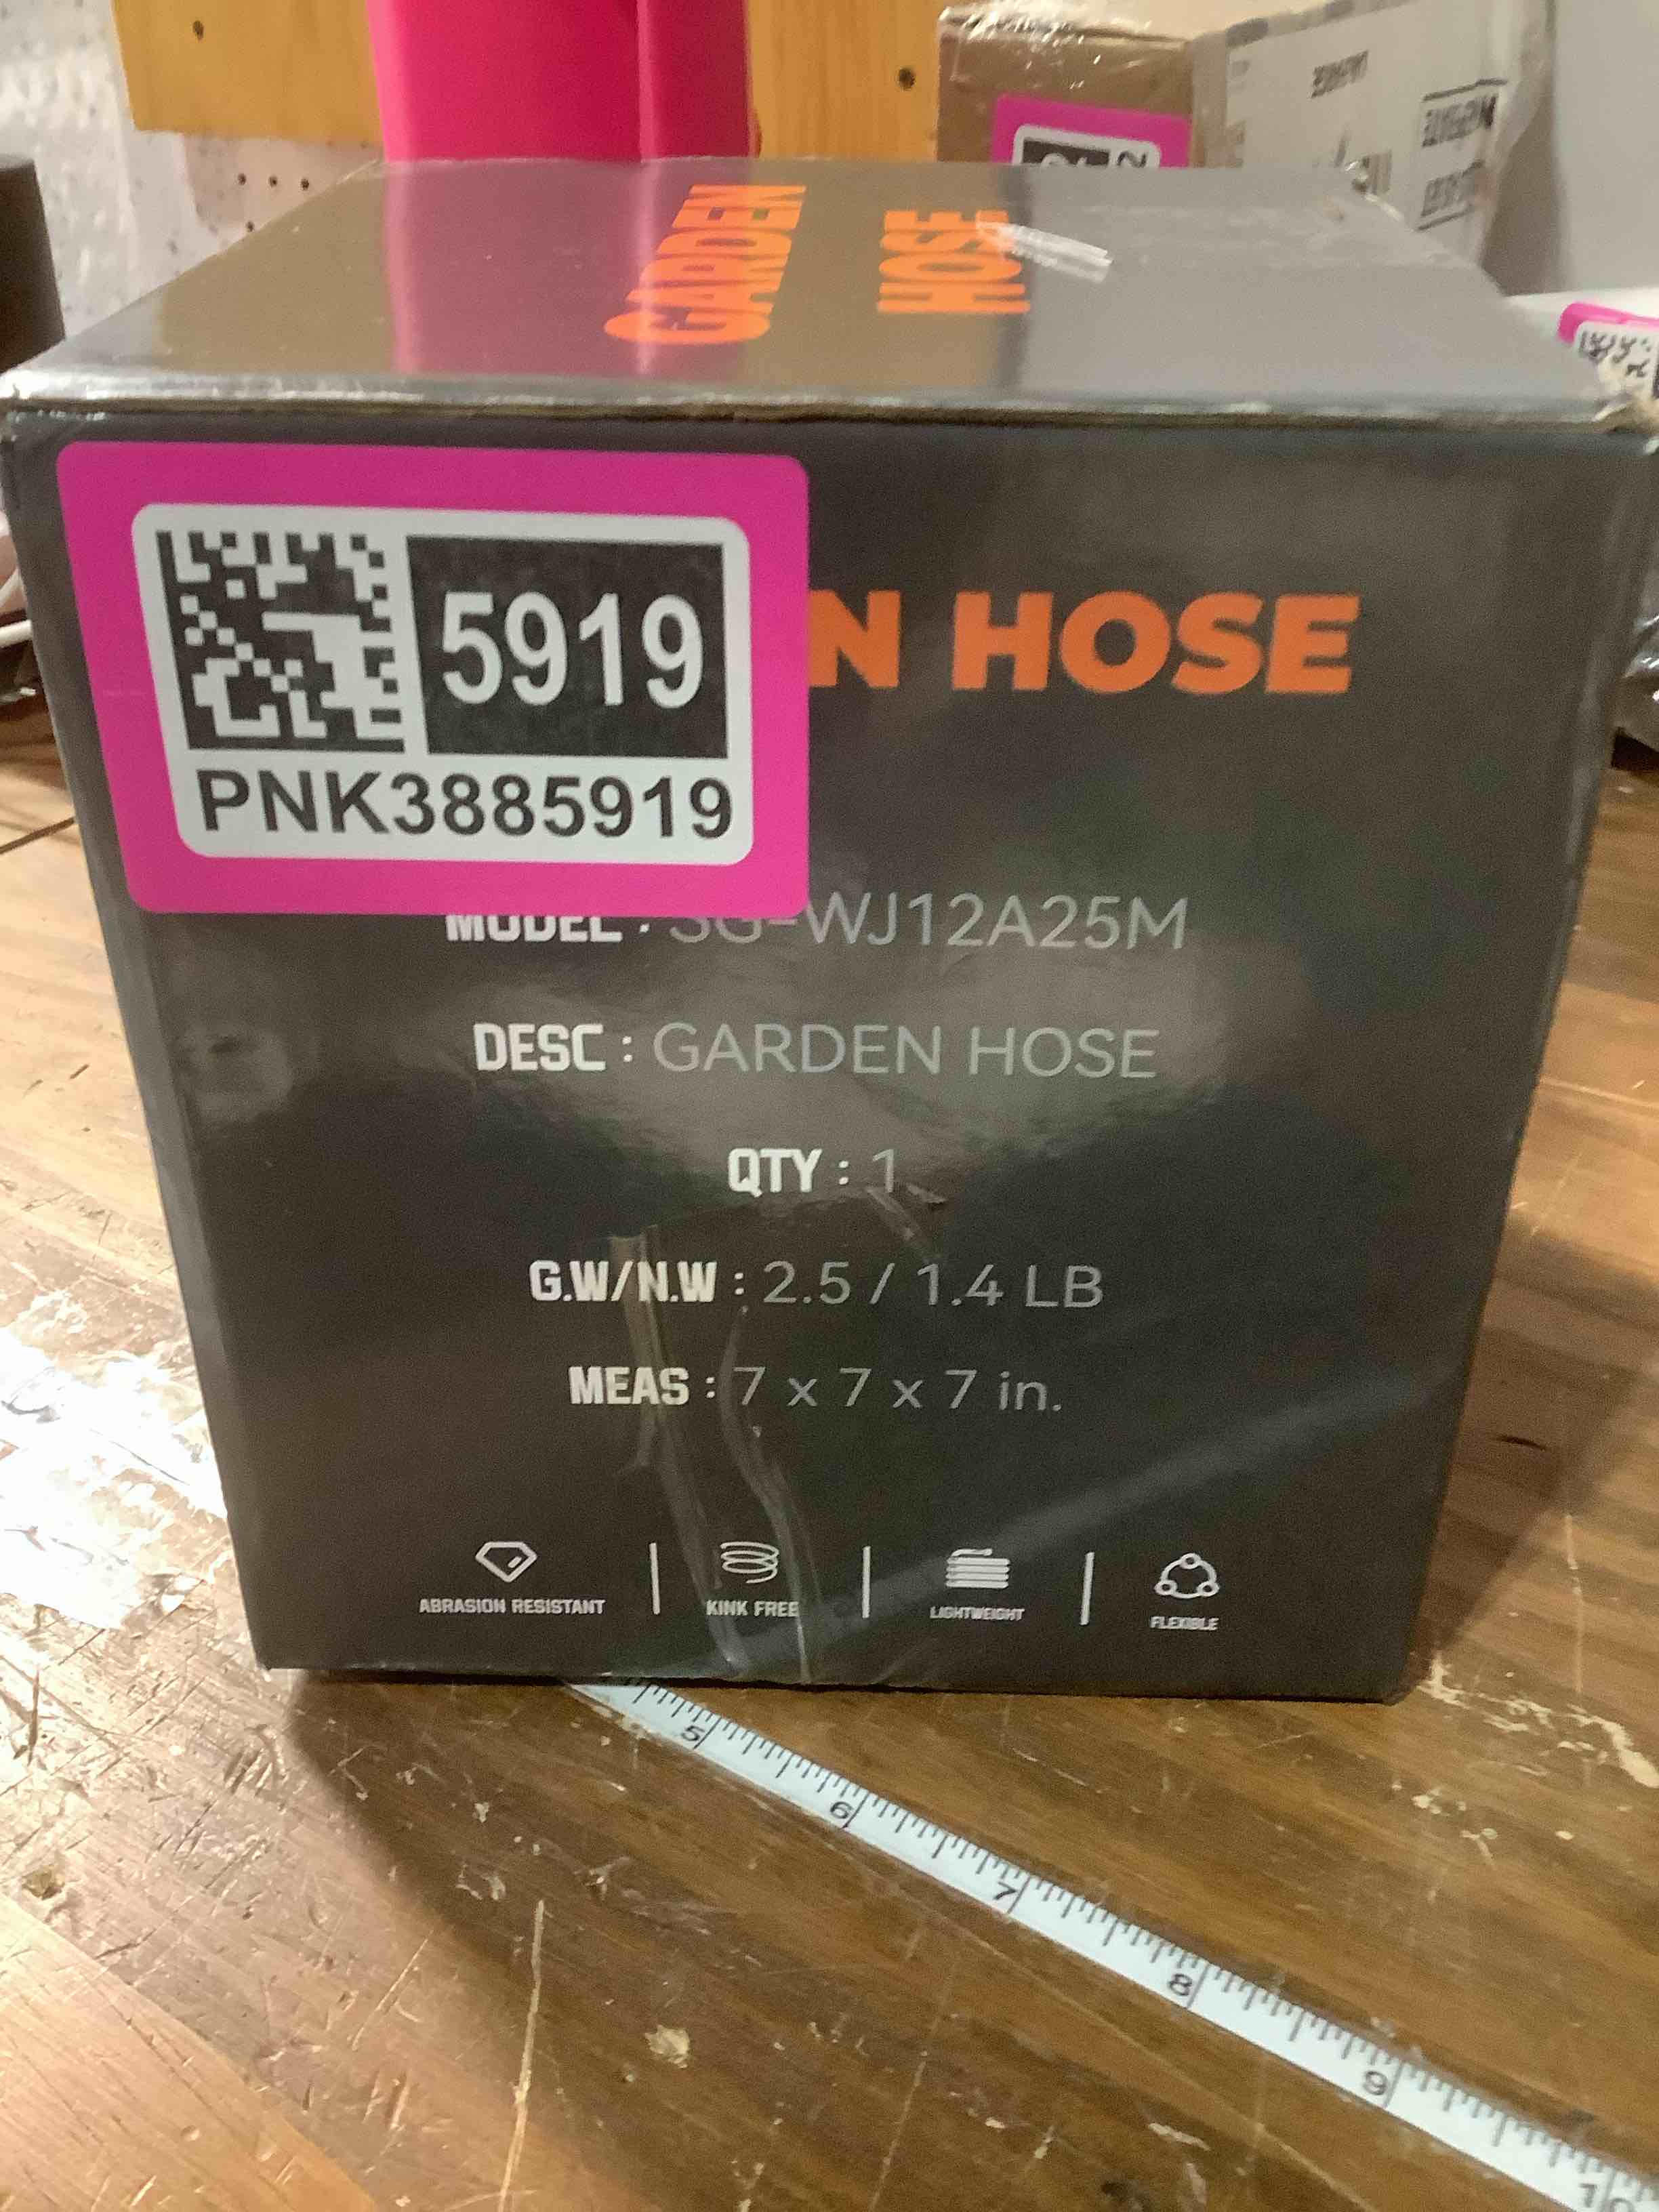 GARDEN
HOSE
5919
PNK3885919
N HOSE
MODEL : SG-WJ12A25M
DESC : GARDEN HOSE
QTY : 1
G.W/N.W : 2.5 / 1.4 LB
MEAS : 7 x 7 x 7 in.
ABRASION RESISTANT
KINK FREE
LIGHTWEIGHT
FLEXIBLE
5
6
7
8
9
10